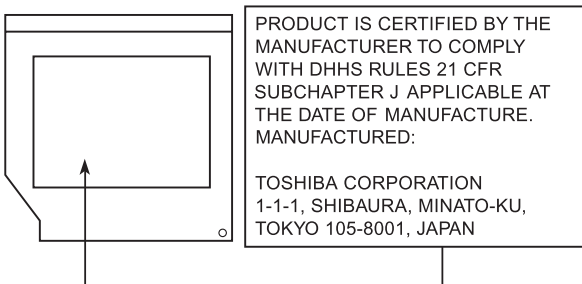 PRODUCT IS CERTIFIED BY THE
MANUFACTURER TO COMPLY
WITH DHHS RULES 21 CFR
SUBCHAPTER J APPLICABLE AT
THE DATE OF MANUFACTURE.
MANUFACTURED:
TOSHIBA CORPORATION
1-1-1, SHIBAURA, MINATO-KU,
TOKYO 105-8001, JAPAN